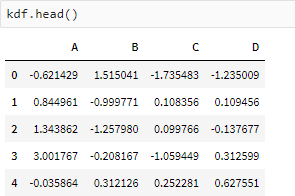 kdf.head()
A B C D
0 -0.621429 1.515041 -1.735483 -1.235009
1 0.844961 -0.999771 0.108356 0.109456
2 1.343862 -1.257980 0.099766 -0.137677
3 3.001767 -0.208167 -1.059449 0.312599
4 -0.035864 0.312126 0.252281 0.627551